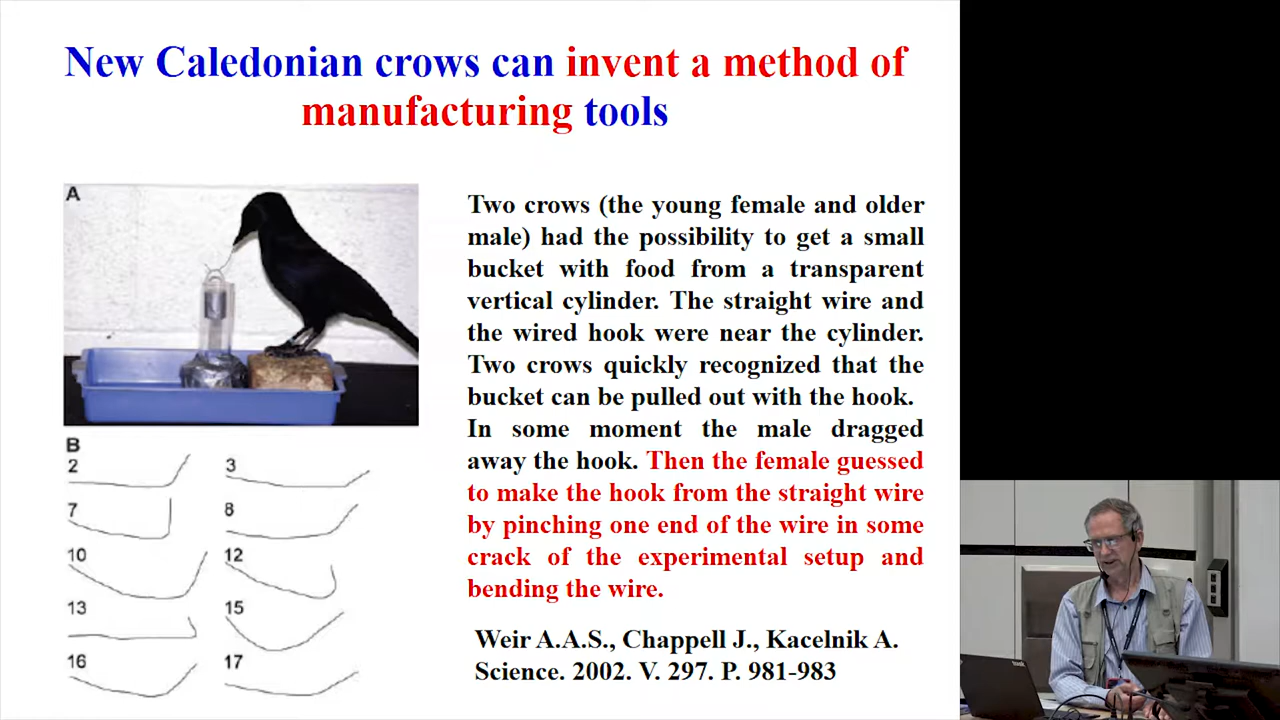 New Caledonian crows can invent a method of
manufacturing tools
A
Two crows (the young female and older
male) had the possibility to get a small
bucket with food from a transparent
vertical cylinder. The straight wire and
the wired hook were near the cylinder.
Two crows quickly recognized that the
bucket can be pulled out with the hook.
In some moment the male dragged
away the hook. Then the female guessed
to make the hook from the straight wire
by pinching one end of the wire in some
crack of the experimental setup and
bending the wire.
B
2 3
7 8
10 12
13 15
16 17
Weir A.A.S., Chappell J., Kacelnik A.
Science. 2002. V. 297. P. 981-983